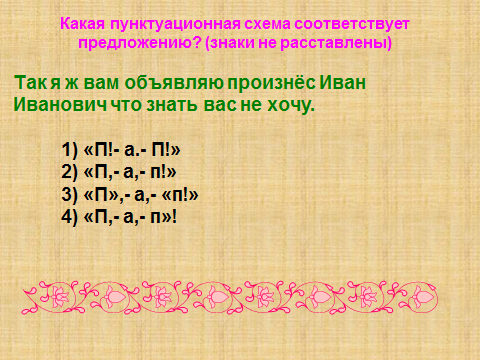 Какая пунктуационная схема соответствует
предложению? (знаки не расставлены)
Так я ж вам объявляю произнёс Иван
Иванович что знать вас не хочу.
1) «П!- а.- П!»
2) «П,- а,- п!»
3) «П»,- а,- «п!»
4) «П,- а,- п»!